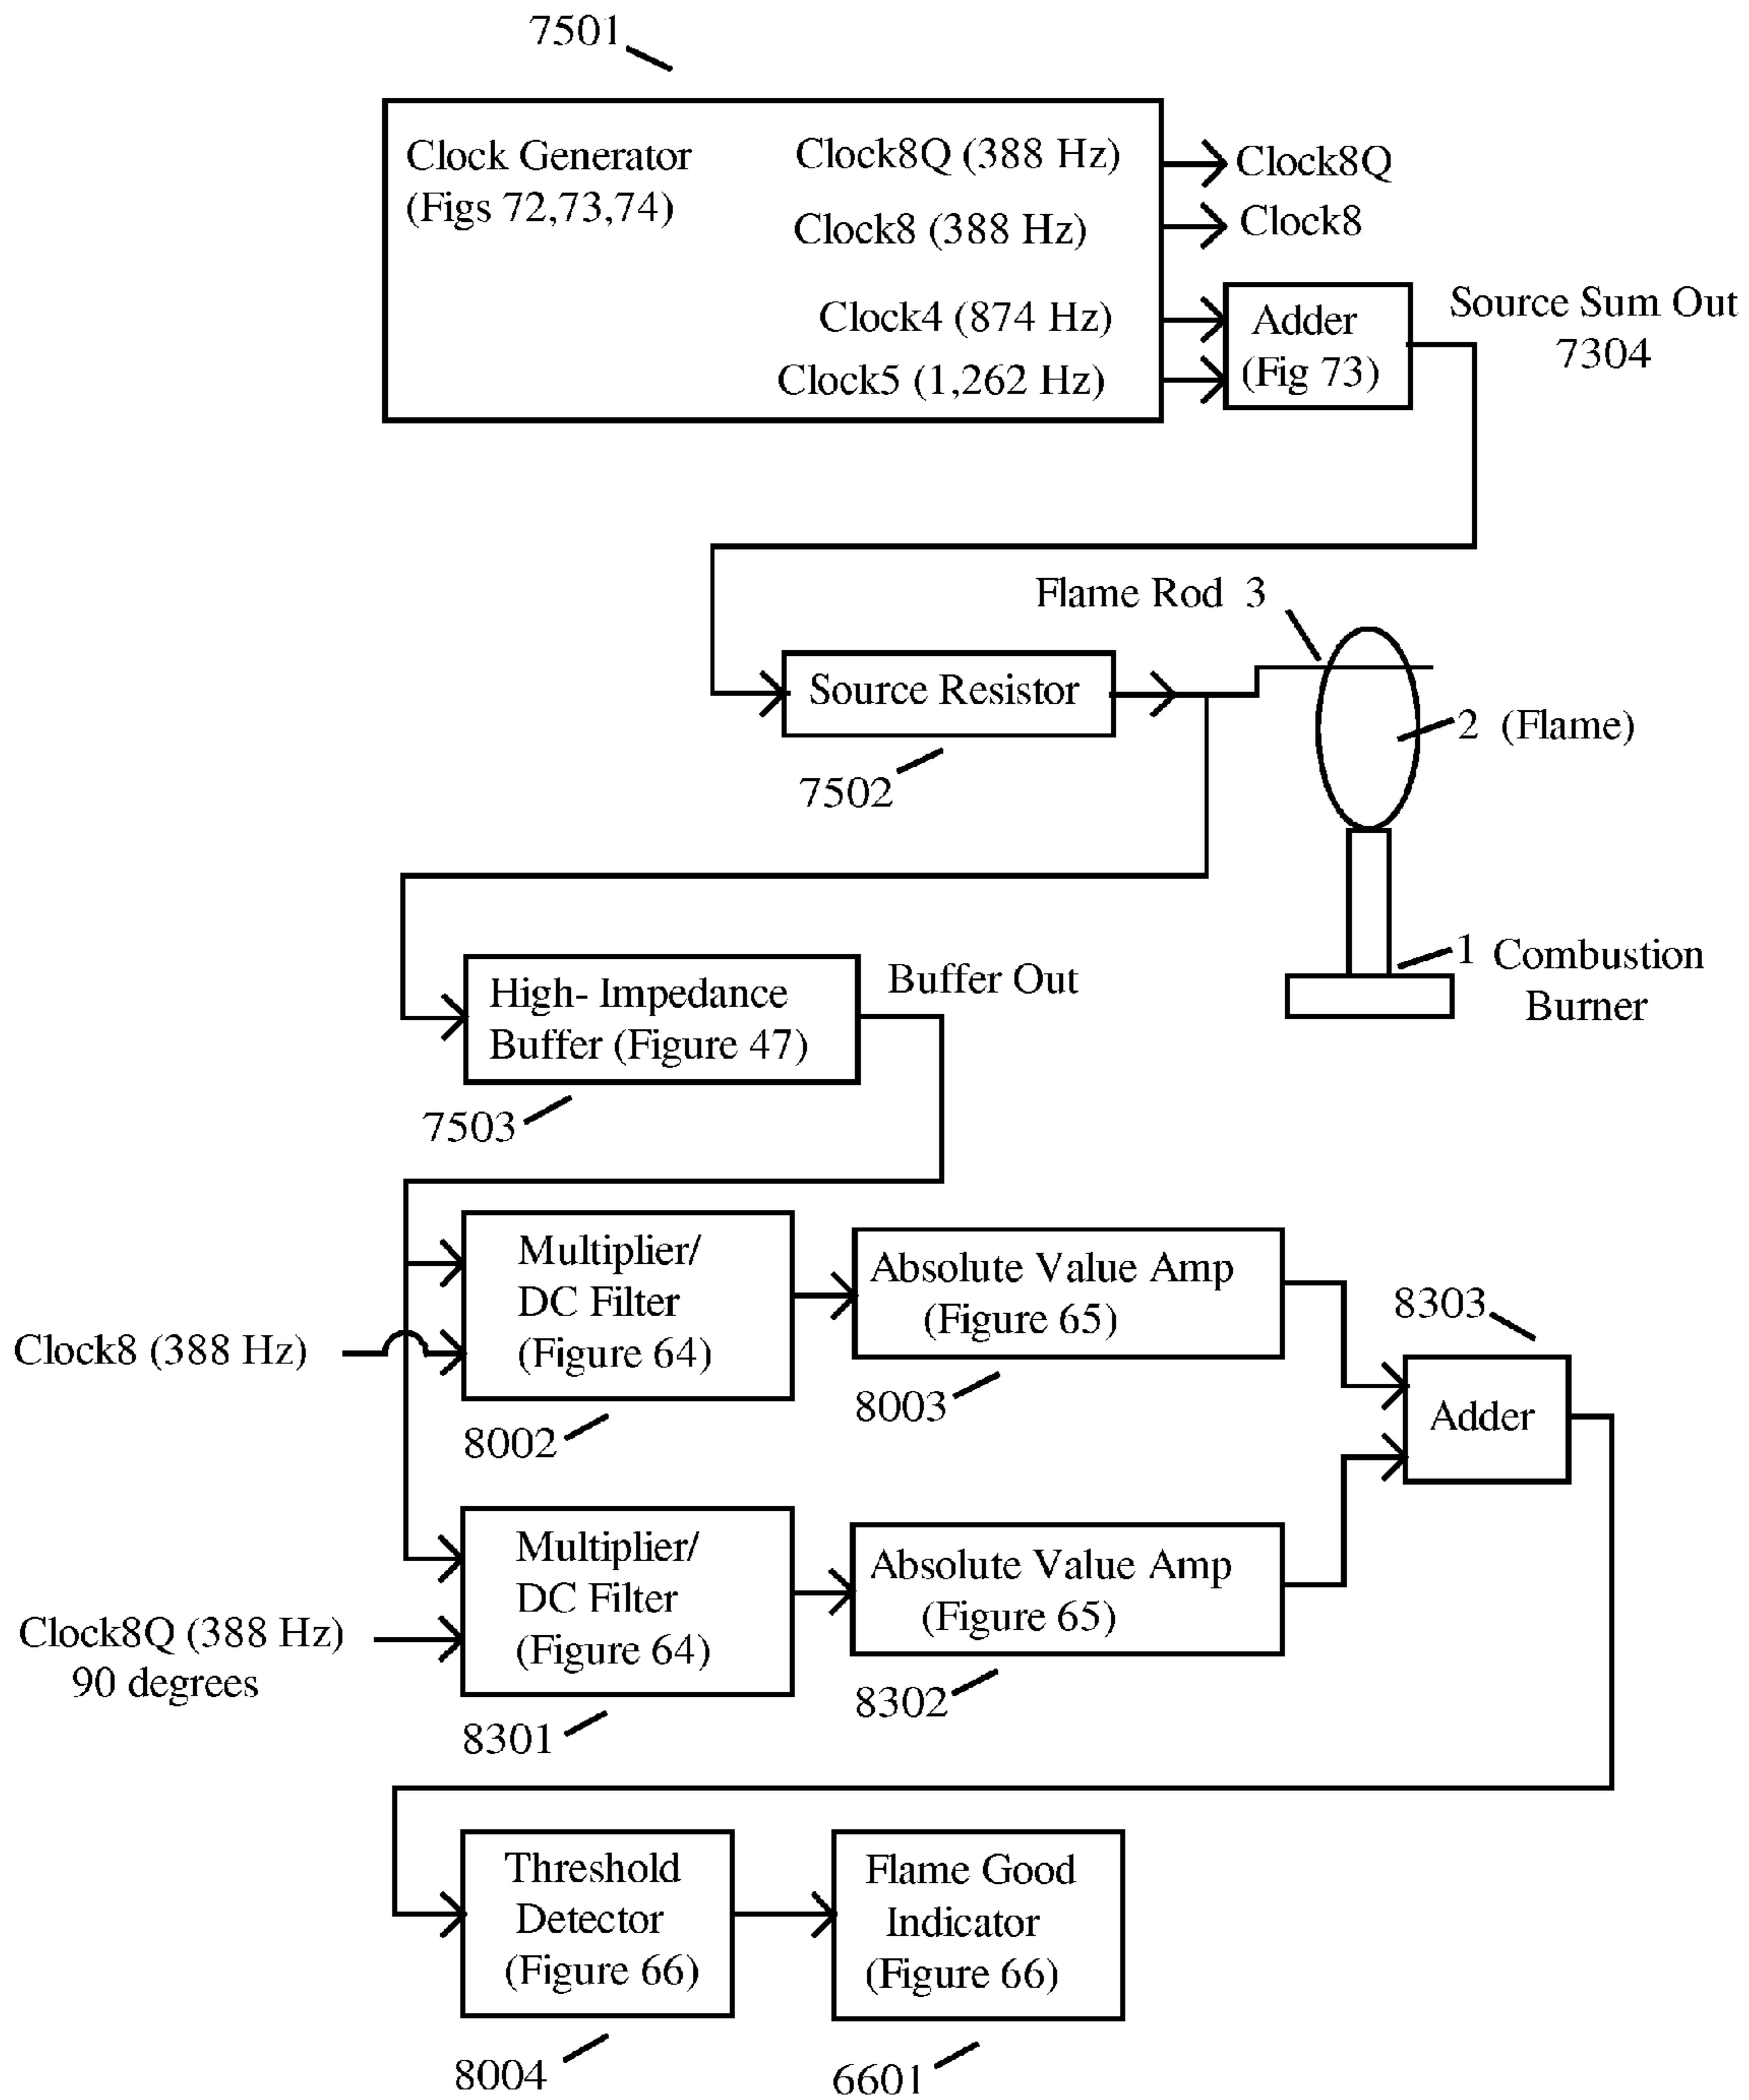 7501
Clock Generator
(Figs 72,73,74)
Clock8Q (388 Hz)
Clock8Q
Clock8 (388 Hz)
Clock8
Clock4 (874 Hz)
Clock5 (1,262 Hz)
Adder
(Fig 73)
Source Sum Out
7304
Flame Rod 3
Source Resistor
7502
2 (Flame)
1 Combustion
Burner
High- Impedance
Buffer (Figure 47)
Buffer Out
7503
Multiplier/
DC Filter
(Figure 64)
Clock8 (388 Hz)
8002
Absolute Value Amp
(Figure 65)
8003
8303
Adder
Multiplier/
DC Filter
(Figure 64)
Clock8Q (388 Hz)
90 degrees
8301
Absolute Value Amp
(Figure 65)
8302
Threshold
Detector
(Figure 66)
8004
Flame Good
Indicator
(Figure 66)
6601